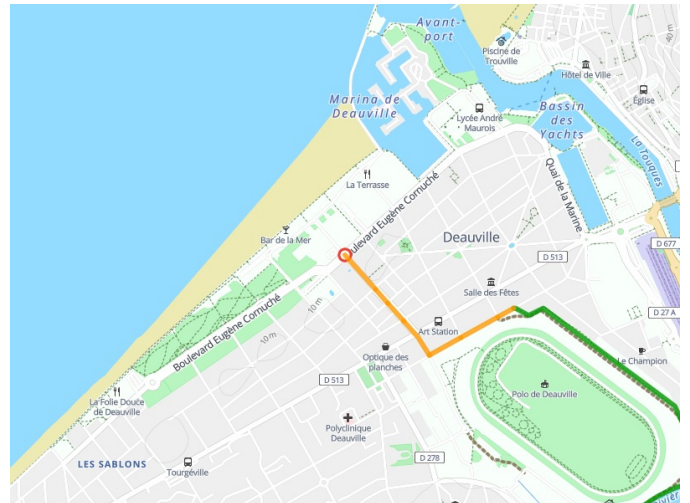 Avant-
port
Piscine de
Trouville
Hôtel de Ville
40 m
Marina de
Deauville
Lycée André
Maurois
Bassin
des
Yachts
Église
La Touques
La Terrasse
Quai de la Marine
Boulevard Eugène Cornuché
Bar de la Mer
Deauville
D 513
D 677
Salle des Fêtes
10 m
D 27 A
Art Station
Boulevard Eugène Cornuché
10 m
Optique des
planches
Le Champion
D 513
La Folie Douce
de Deauville
Polo de Deauville
Polyclinique
Deauville
LES SABLONS
Tourgéville
D 278